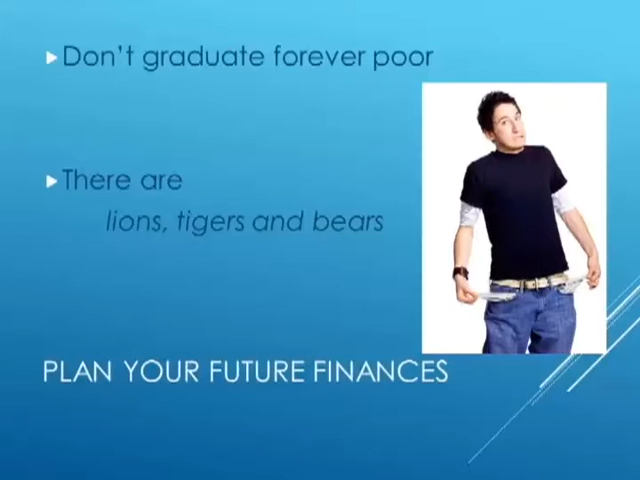 Don't graduate forever poor
There are
lions, tigers and bears
PLAN YOUR FUTURE FINANCES